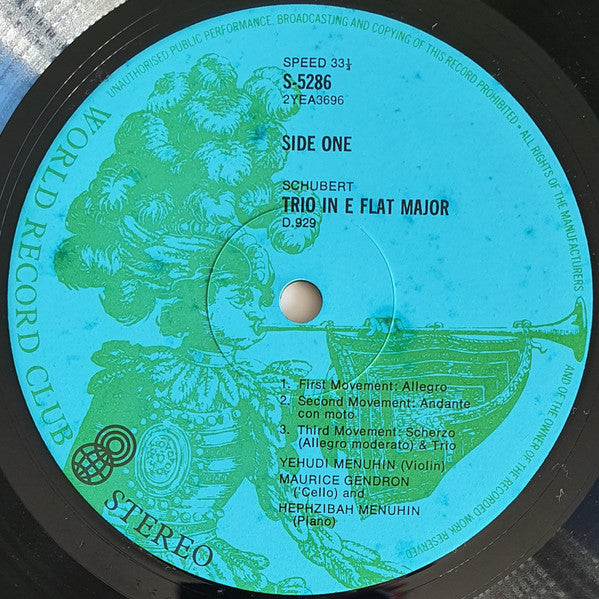 UNAUTHORISED PUBLIC PERFORMANCE, BROADCASTING AND COPYING OF THIS RECORD PROHIBITED • ALL RIGHTS OF THE MANUFACTURERS AND OF THE OWNER OF THE RECORDED WORK RESERVED
WORLD RECORD CLUB
SPEED 33⅓
S-5286
2YEA3696
SIDE ONE
SCHUBERT
TRIO IN E FLAT MAJOR
D.929
1. First Movement: Allegro
2. Second Movement: Andante
con moto
3. Third Movement: Scherzo
(Allegro moderato) & Trio
YEHUDI MENUHIN (Violin)
MAURICE GENDRON
('Cello) and
HEPHZIBAH MENUHIN
(Piano)
STEREO